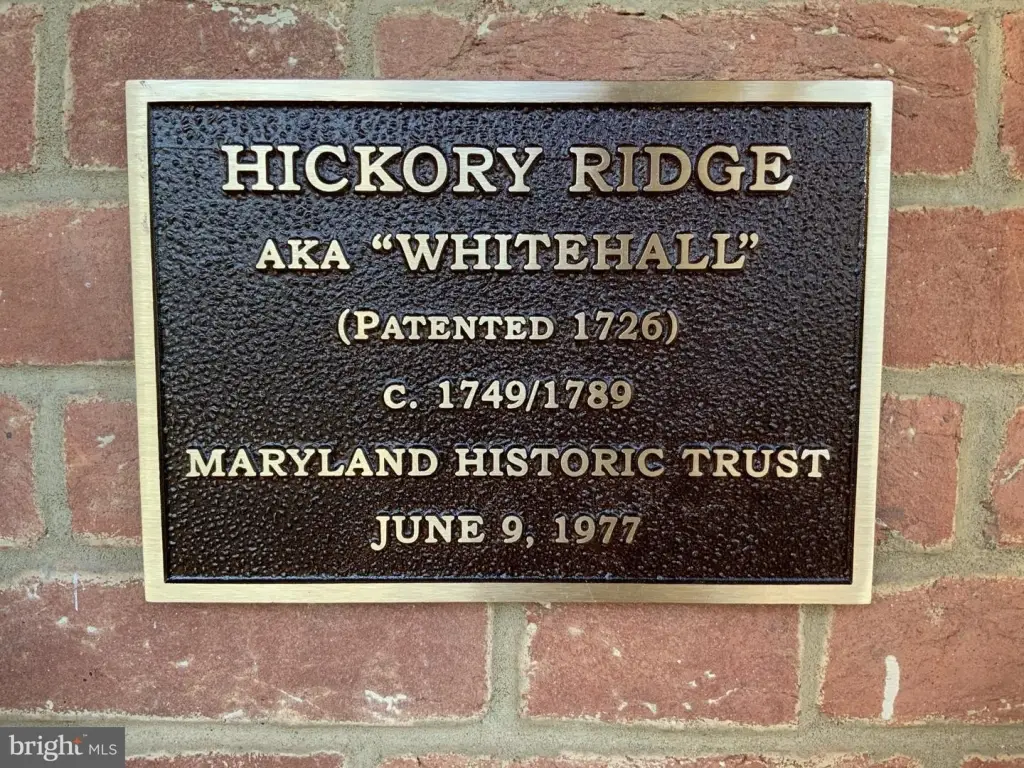 HICKORY RIDGE
AKA “WHITEHALL”
(PATENTED 1726)
C. 1749/1789
MARYLAND HISTORIC TRUST
JUNE 9, 1977
bright MLS